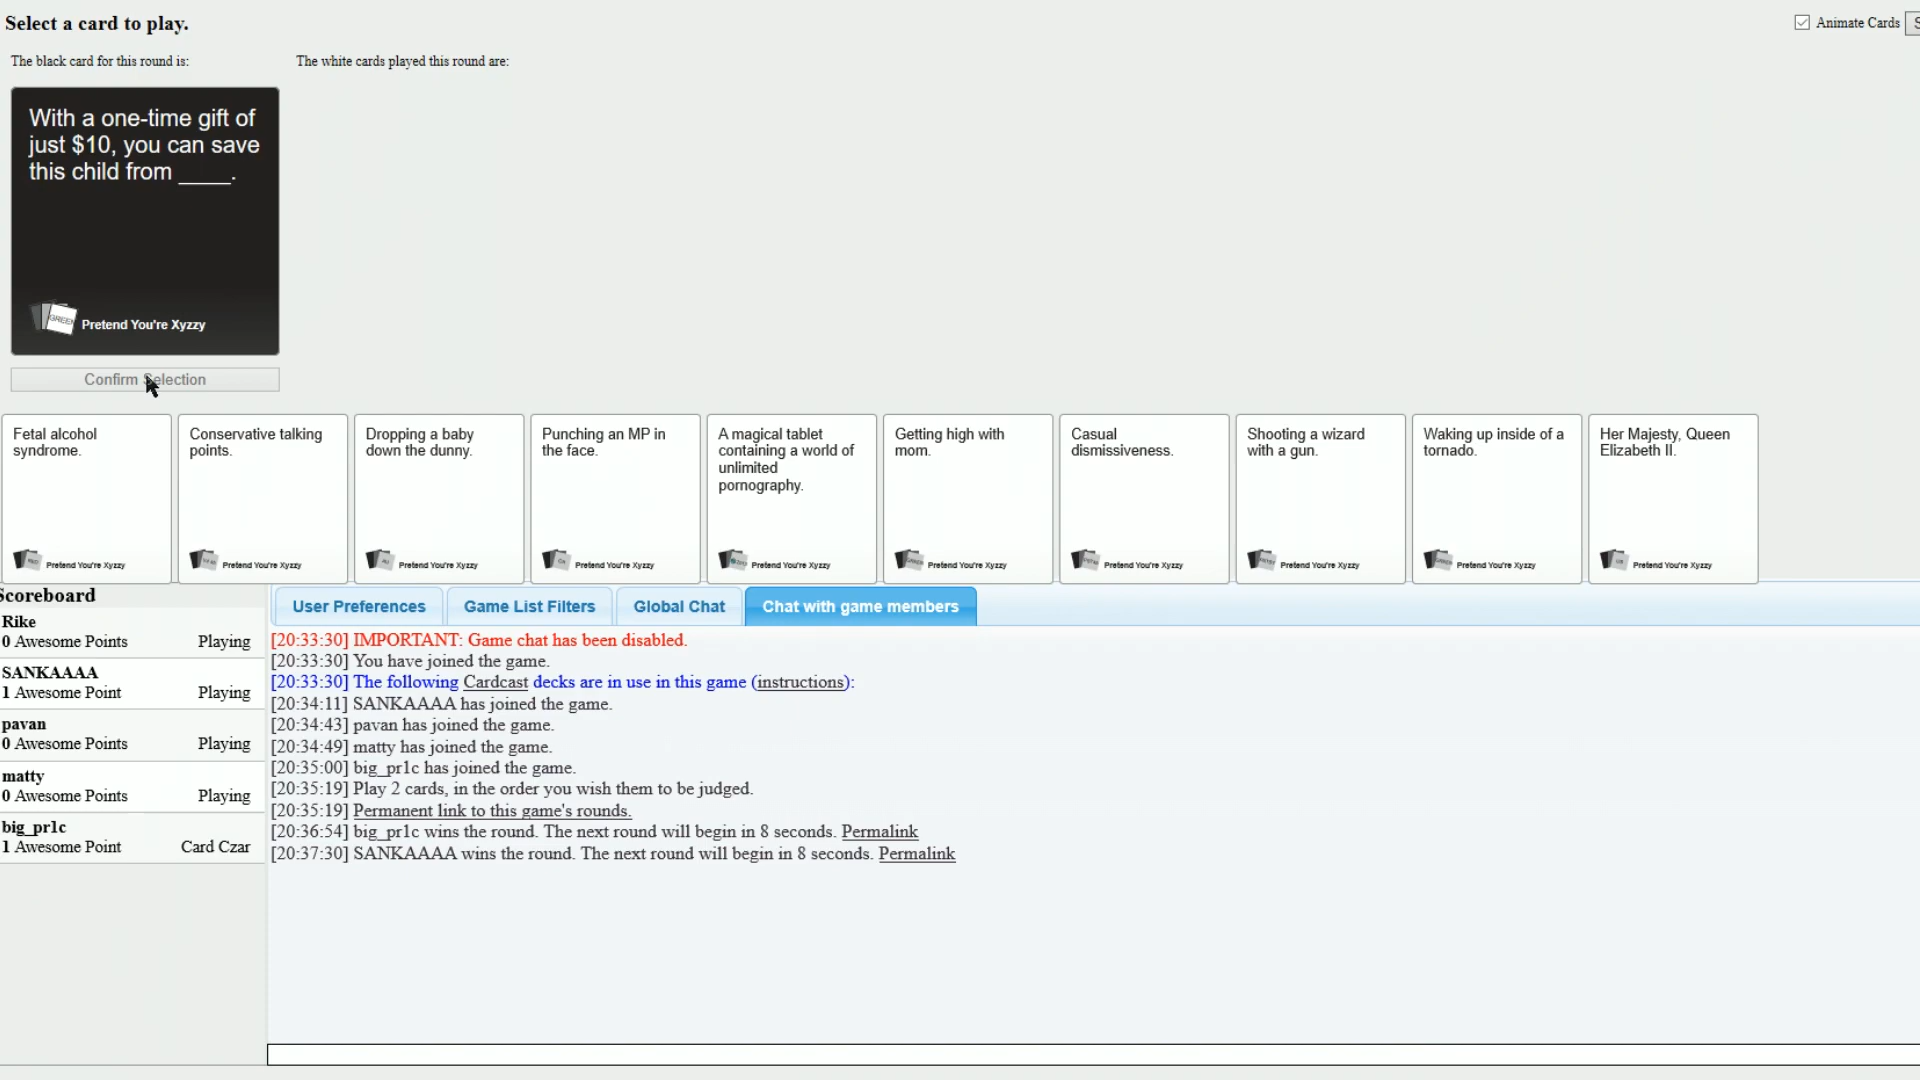 Select a card to play.
Animate Cards
The black card for this round is:
The white cards played this round are:
With a one-time gift of
just $10, you can save
this child from ____.
Pretend You're Xyzzy
Confirm Selection
Fetal alcohol
syndrome.
Pretend You're Xyzzy
Conservative talking
points.
Pretend You're Xyzzy
Dropping a baby
down the dunny.
Pretend You're Xyzzy
Punching an MP in
the face.
Pretend You're Xyzzy
A magical tablet
containing a world of
unlimited
pornography.
Pretend You're Xyzzy
Getting high with
mom.
Pretend You're Xyzzy
Casual
dismissiveness.
Pretend You're Xyzzy
Shooting a wizard
with a gun.
Pretend You're Xyzzy
Waking up inside of a
tornado.
Pretend You're Xyzzy
Her Majesty, Queen
Elizabeth II.
Pretend You're Xyzzy
Scoreboard
Rike
0 Awesome Points Playing
SANKAAAA
1 Awesome Point Playing
pavan
0 Awesome Points Playing
matty
0 Awesome Points Playing
big_pr1c
1 Awesome Point Card Czar
User Preferences
Game List Filters
Global Chat
Chat with game members
[20:33:30] IMPORTANT: Game chat has been disabled.
[20:33:30] You have joined the game.
[20:33:30] The following Cardcast decks are in use in this game (instructions):
[20:34:11] SANKAAAA has joined the game.
[20:34:43] pavan has joined the game.
[20:34:49] matty has joined the game.
[20:35:00] big_pr1c has joined the game.
[20:35:19] Play 2 cards, in the order you wish them to be judged.
[20:35:19] Permanent link to this game's rounds.
[20:36:54] big_pr1c wins the round. The next round will begin in 8 seconds. Permalink
[20:37:30] SANKAAAA wins the round. The next round will begin in 8 seconds. Permalink